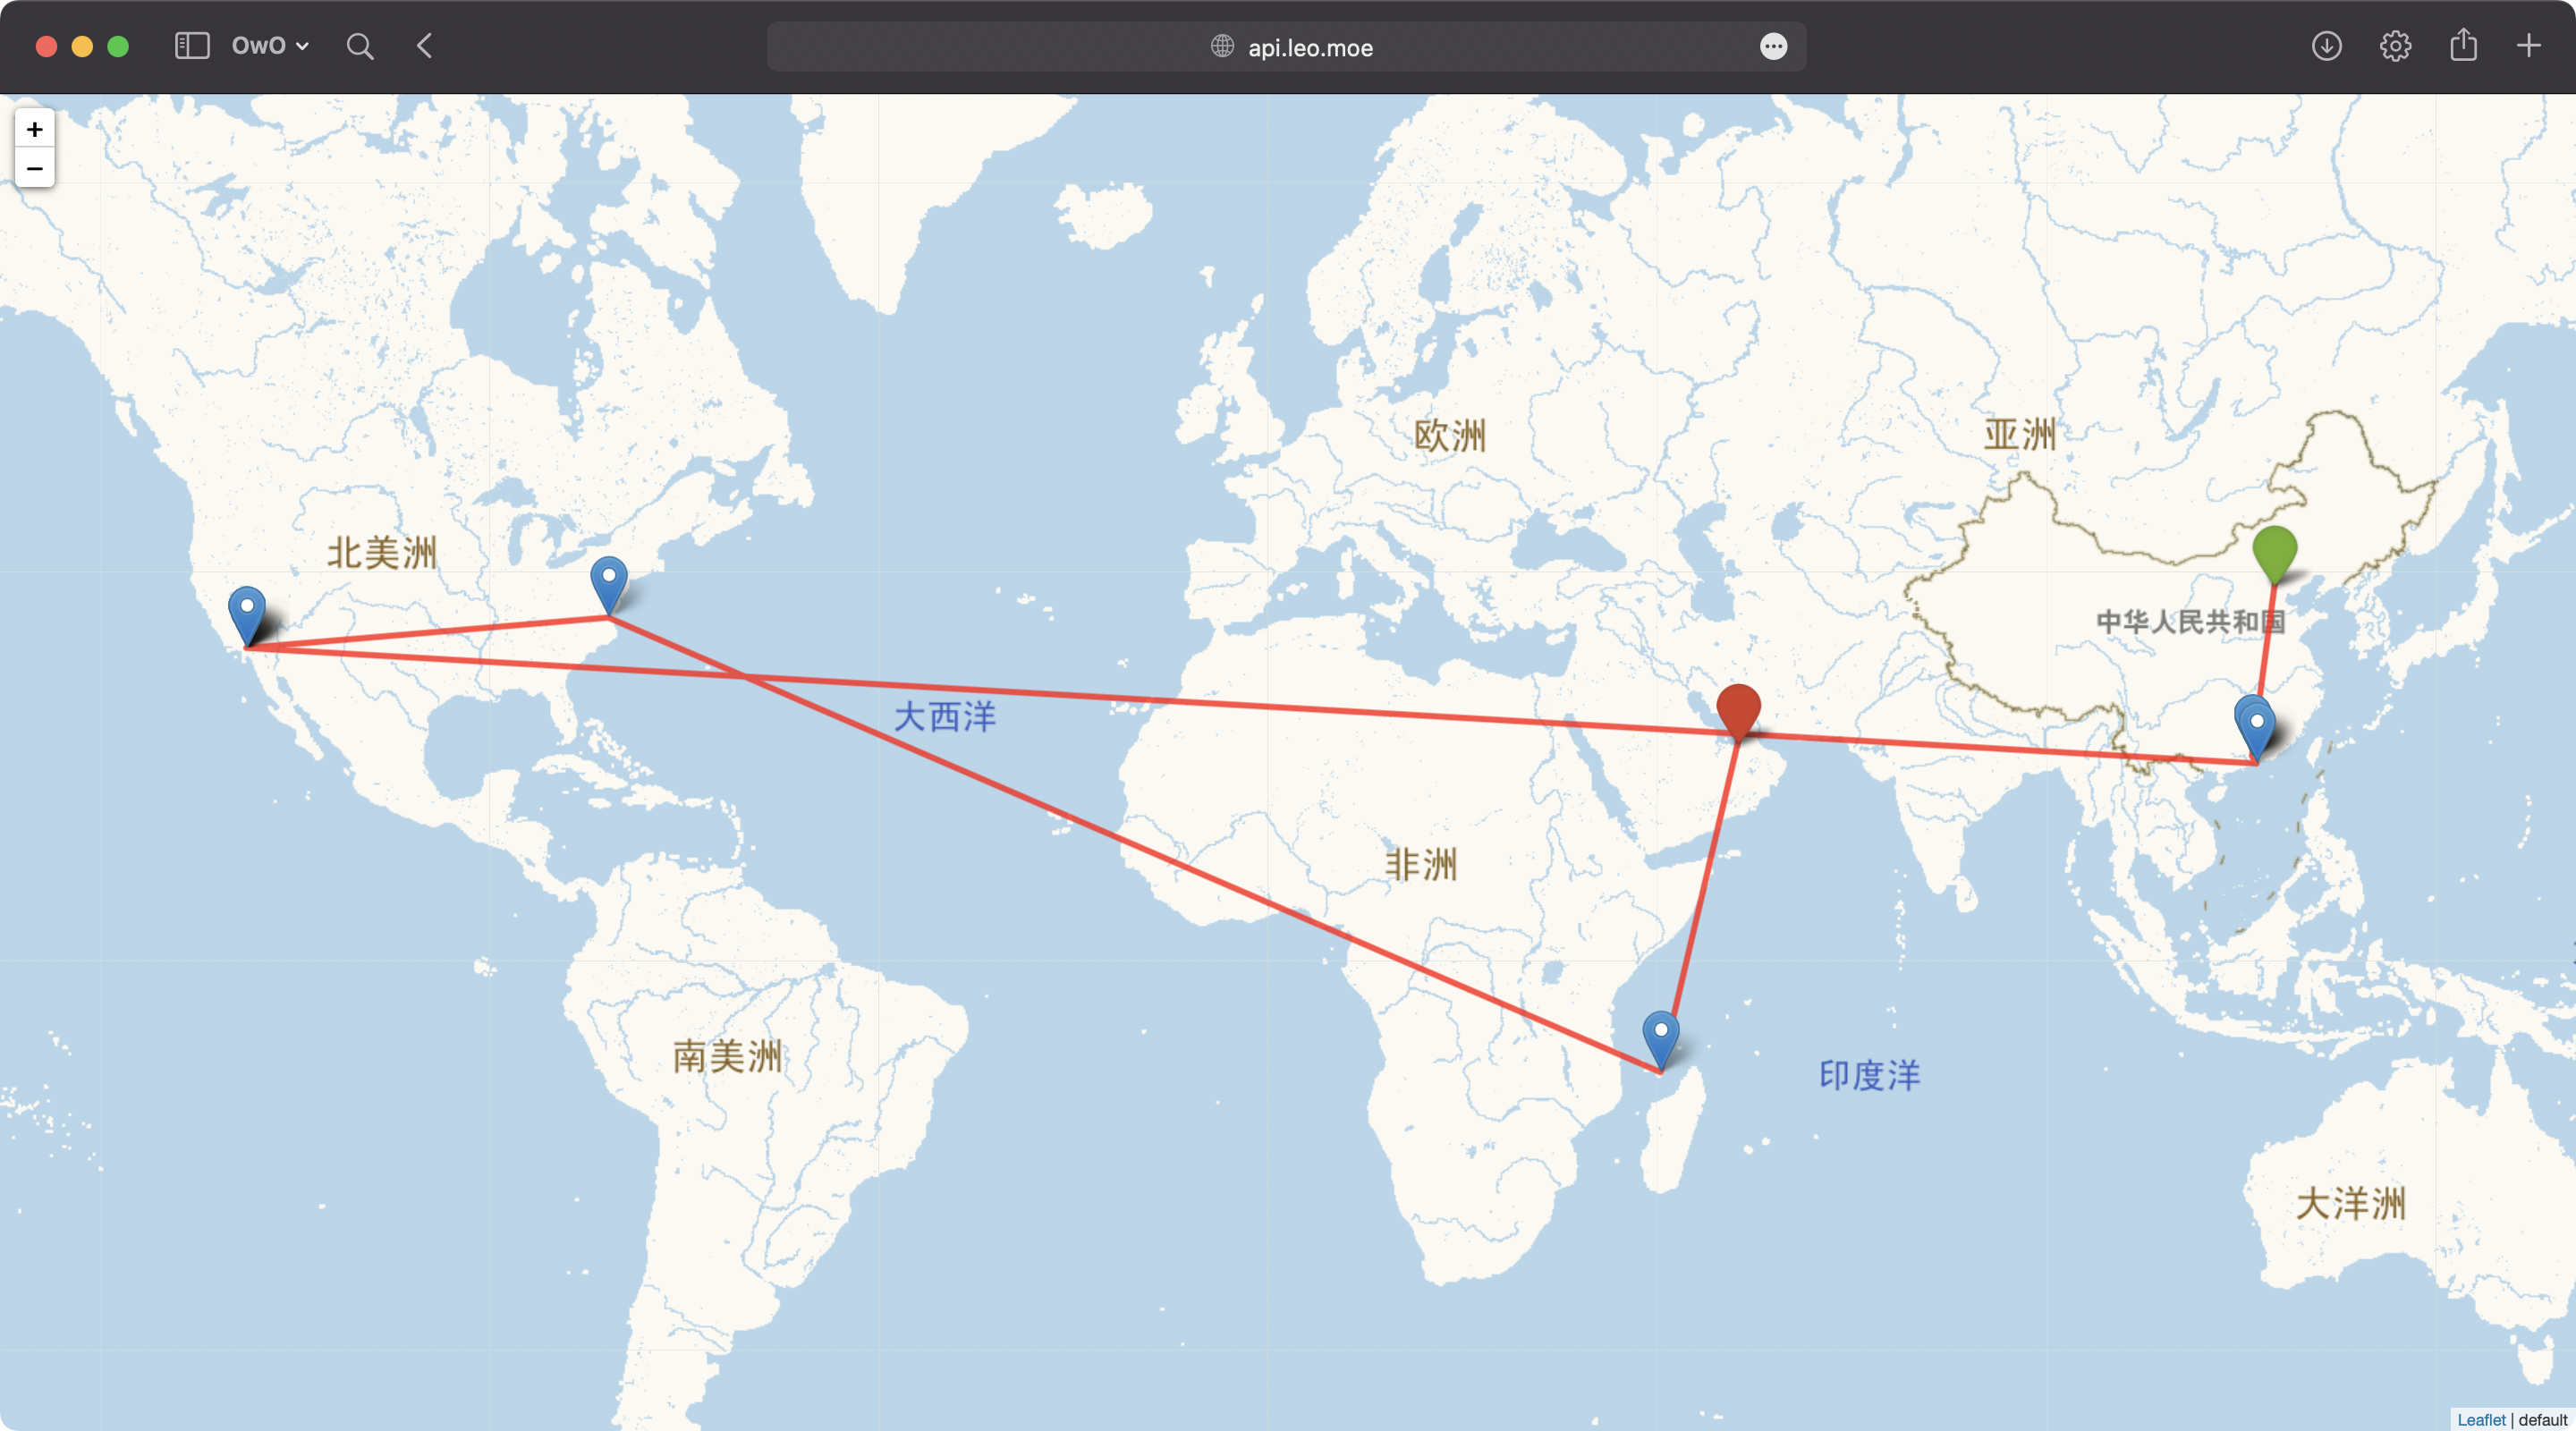 OwO
api.leo.moe
+
−
欧洲
亚洲
北美洲
中华人民共和国
大西洋
非洲
南美洲
印度洋
大洋洲
Leaflet | default